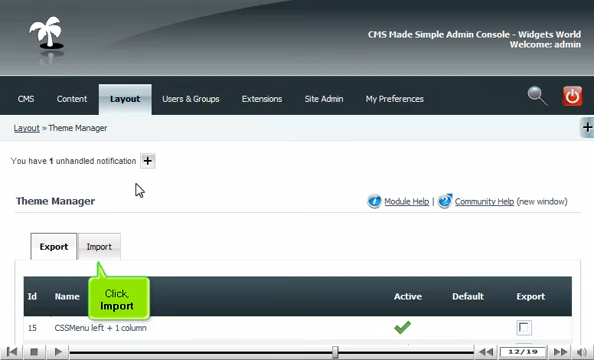 CMS Made Simple Admin Console - Widgets World
Welcome: admin
CMS Content Layout Users & Groups Extensions Site Admin My Preferences
Layout » Theme Manager
You have 1 unhandled notification
Theme Manager
Module Help | Community Help (new window)
Export Import
Click,
Import
Id Name Active Default Export
15 CSSMenu left + 1 column
12/19